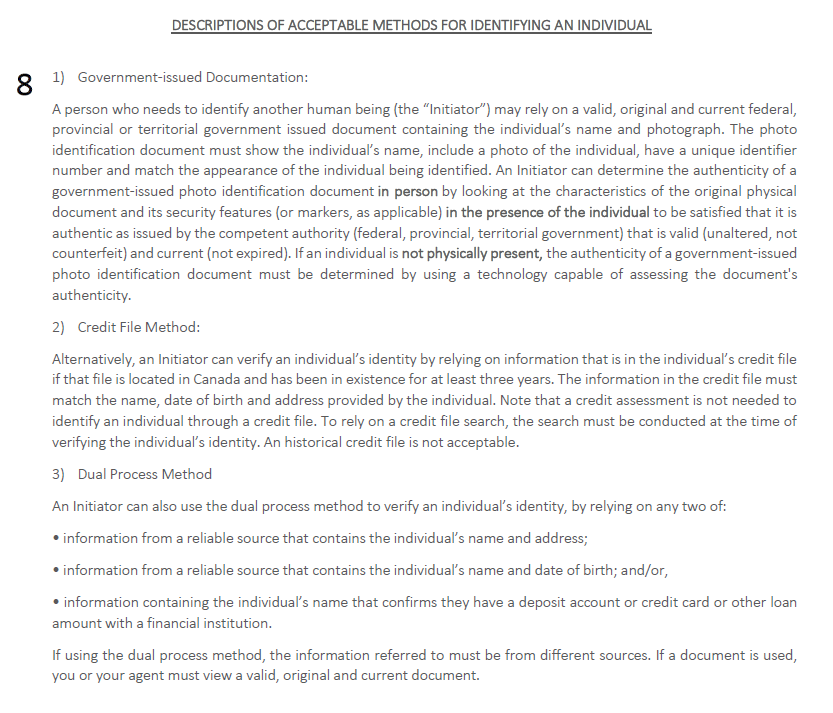 DESCRIPTIONS OF ACCEPTABLE METHODS FOR IDENTIFYING AN INDIVIDUAL
8
1) Government-issued Documentation:
A person who needs to identify another human being (the “Initiator”) may rely on a valid, original and current federal,
provincial or territorial government issued document containing the individual’s name and photograph. The photo
identification document must show the individual’s name, include a photo of the individual, have a unique identifier
number and match the appearance of the individual being identified. An Initiator can determine the authenticity of a
government-issued photo identification document in person by looking at the characteristics of the original physical
document and its security features (or markers, as applicable) in the presence of the individual to be satisfied that it is
authentic as issued by the competent authority (federal, provincial, territorial government) that is valid (unaltered, not
counterfeit) and current (not expired). If an individual is not physically present, the authenticity of a government-issued
photo identification document must be determined by using a technology capable of assessing the document's
authenticity.
2) Credit File Method:
Alternatively, an Initiator can verify an individual’s identity by relying on information that is in the individual’s credit file
if that file is located in Canada and has been in existence for at least three years. The information in the credit file must
match the name, date of birth and address provided by the individual. Note that a credit assessment is not needed to
identify an individual through a credit file. To rely on a credit file search, the search must be conducted at the time of
verifying the individual’s identity. An historical credit file is not acceptable.
3) Dual Process Method
An Initiator can also use the dual process method to verify an individual’s identity, by relying on any two of:
• information from a reliable source that contains the individual’s name and address;
• information from a reliable source that contains the individual’s name and date of birth; and/or,
• information containing the individual’s name that confirms they have a deposit account or credit card or other loan
amount with a financial institution.
If using the dual process method, the information referred to must be from different sources. If a document is used,
you or your agent must view a valid, original and current document.